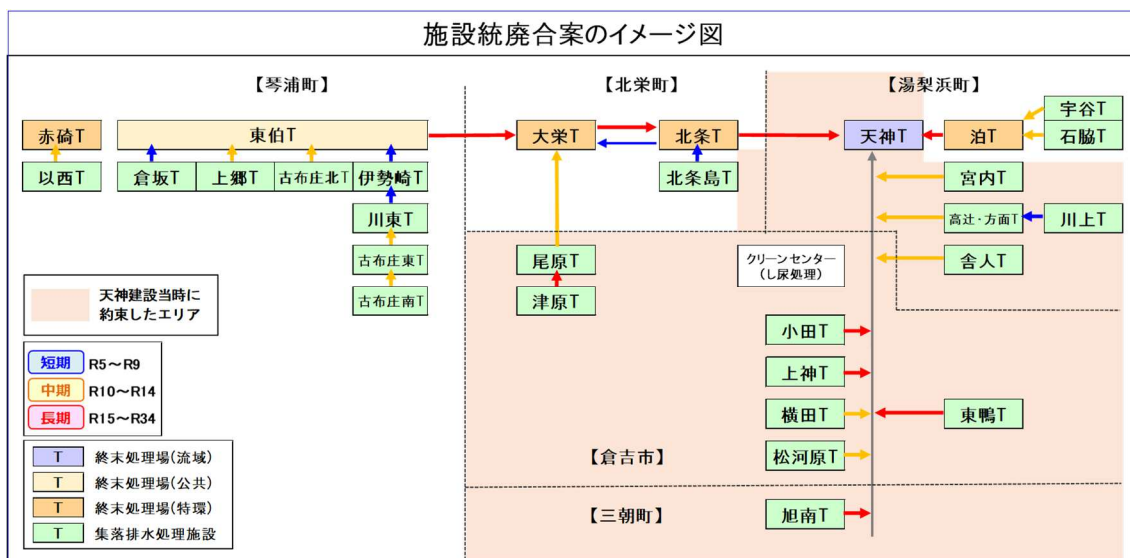 施設統廃合案のイメージ図
【琴浦町】
【北栄町】
【湯梨浜町】
赤碕T
東伯T
大栄T
北条T
天神T
泊T
宇谷T
石脇T
以西T
倉坂T
上郷T
古布庄北T
伊勢崎T
北条島T
宮内T
川東T
高辻・方面T
川上T
古布庄東T
尾原T
クリーンセンター
(し尿処理)
舎人T
古布庄南T
津原T
天神建設当時に
約束したエリア
小田T
短期 R5～R9
上神T
中期 R10～R14
長期 R15～R34
横田T
東鴨T
【倉吉市】
松河原T
T 終末処理場(流域)
T 終末処理場(公共)
T 終末処理場(特環)
T 集落排水処理施設
【三朝町】
旭南T